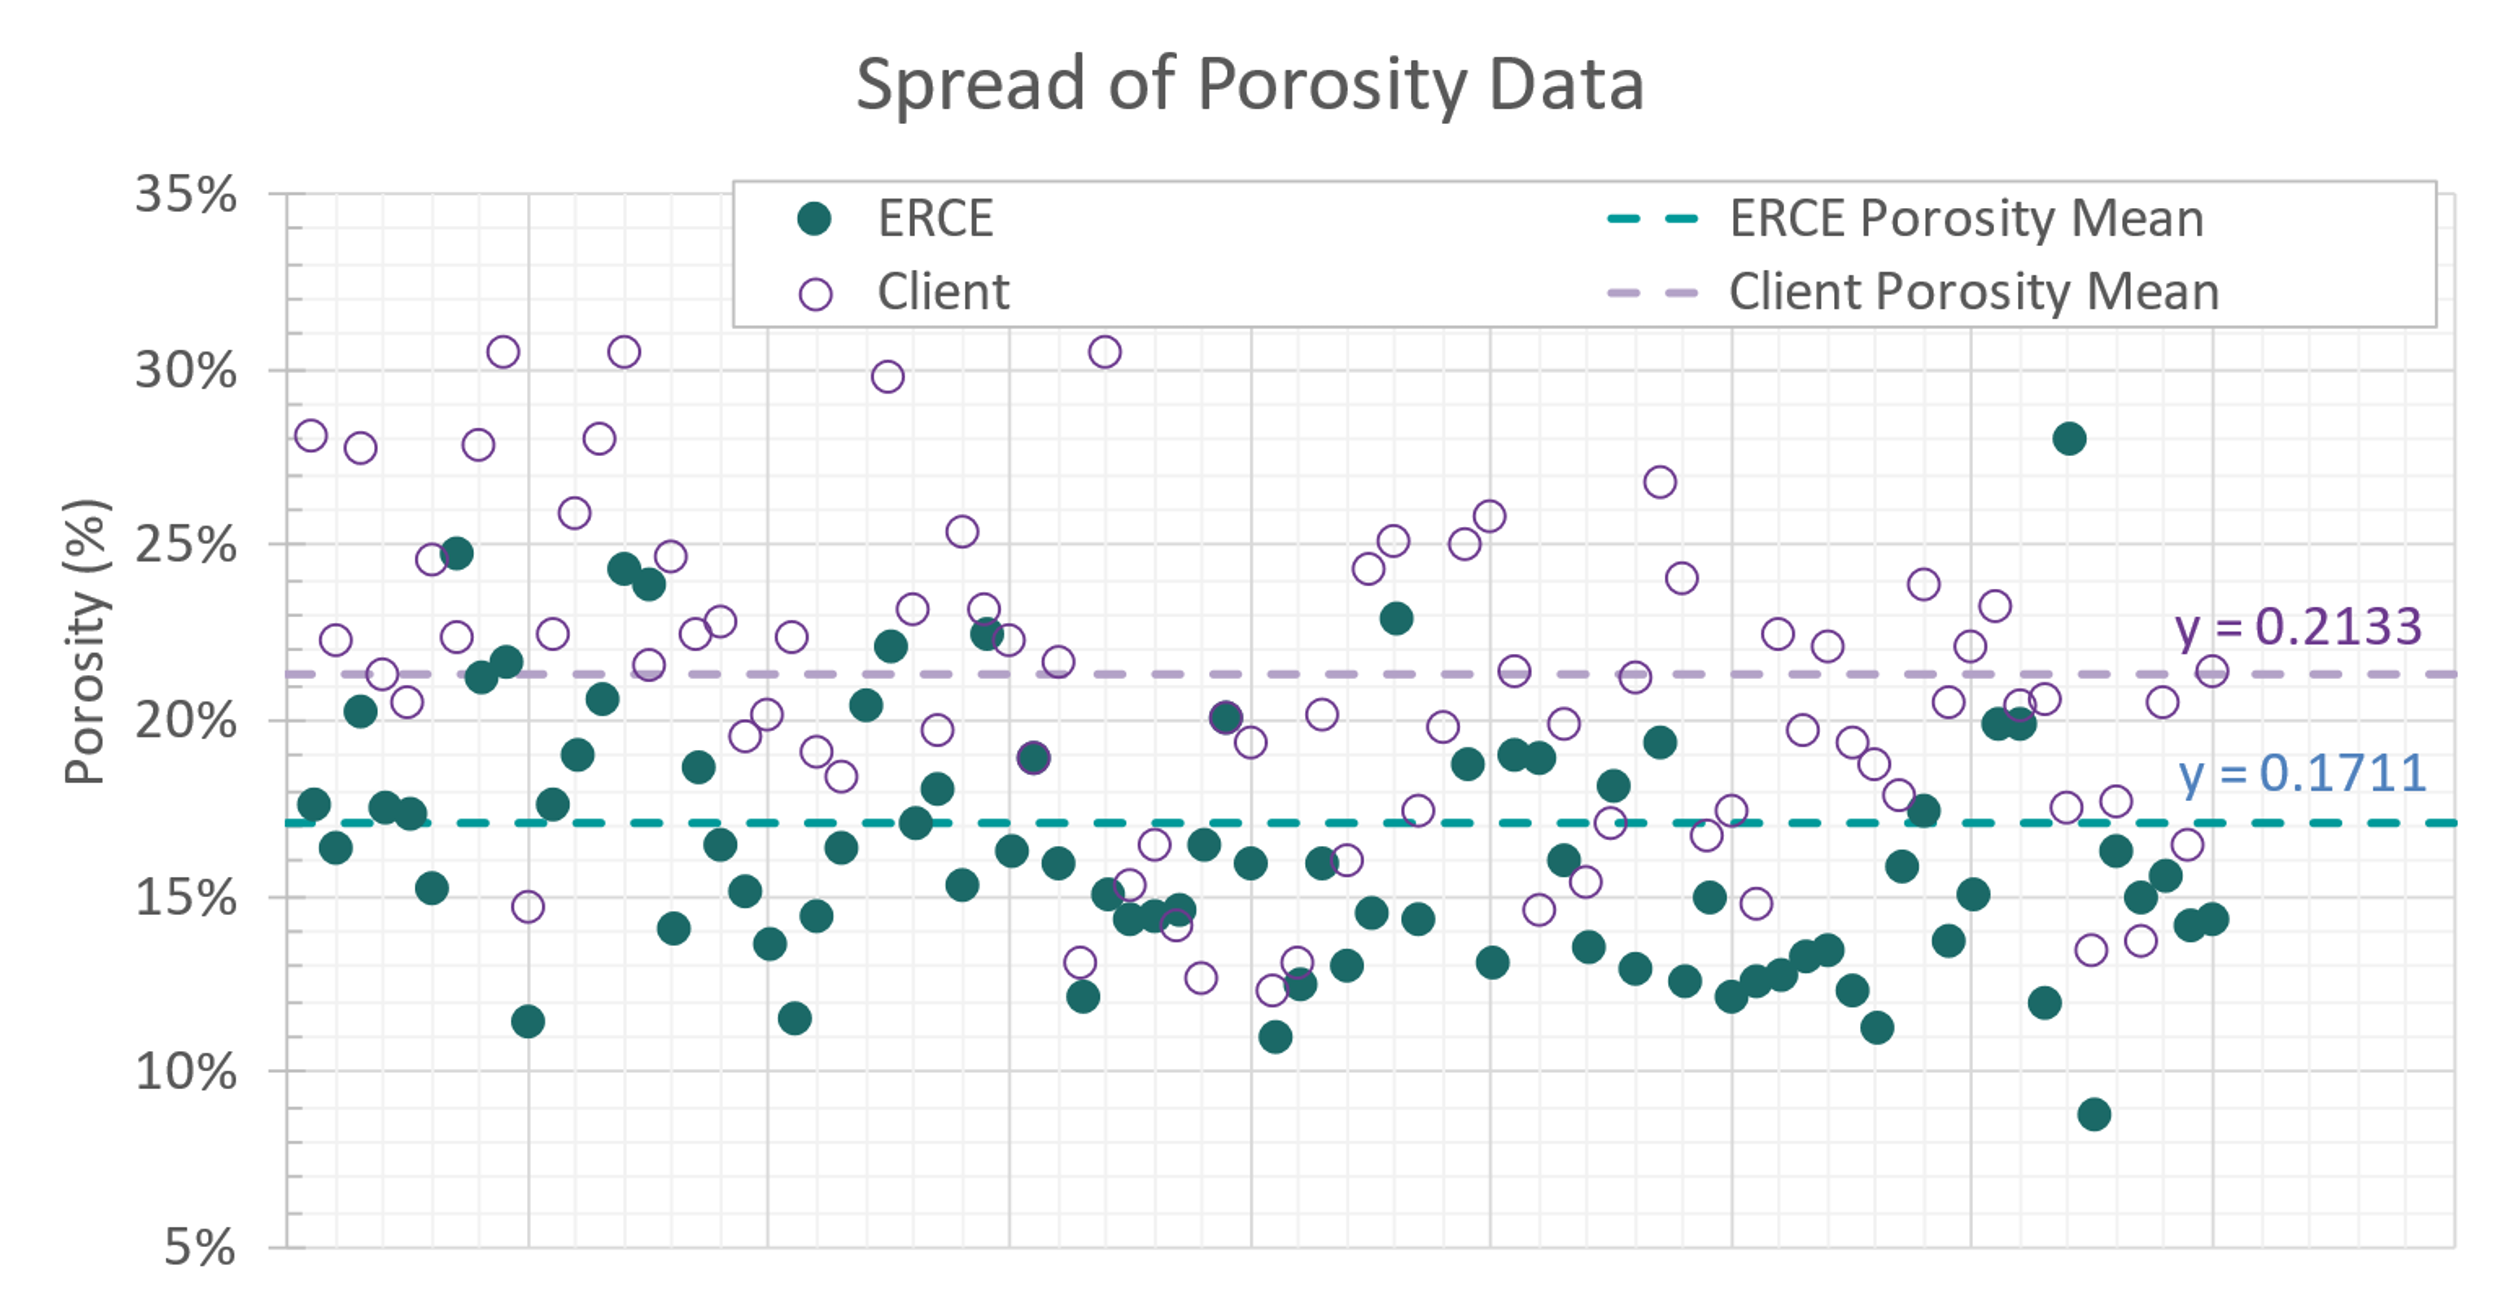 Spread of Porosity Data
ERCE
ERCE Porosity Mean
Client
Client Porosity Mean
Porosity (%)
35%
30%
25%
20%
15%
10%
5%
y = 0.2133
y = 0.1711